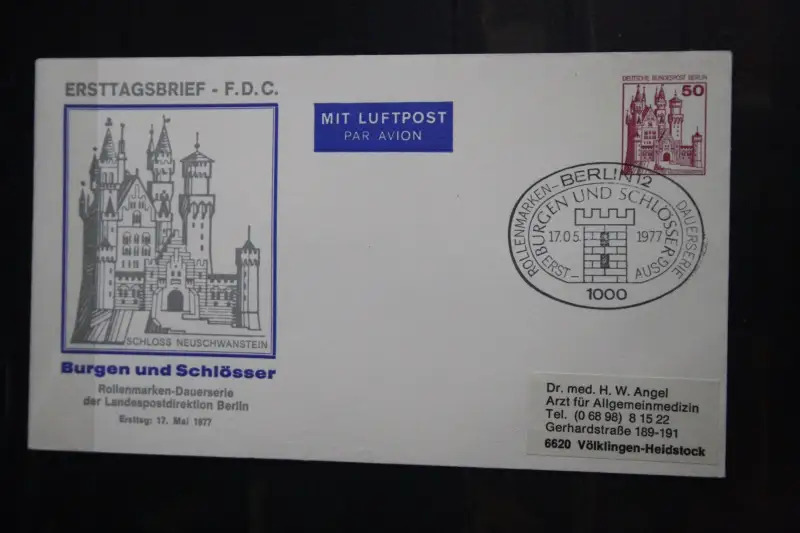 ERSTTAGSBRIEF - F.D.C.
MIT LUFTPOST
PAR AVION
DEUTSCHE BUNDESPOST BERLIN
50
SCHLOSS NEUSCHWANSTEIN
Burgen und Schlösser
Rollenmarken-Dauerserie
der Landespostdirektion Berlin
Ersttag: 17. Mai 1977
ROLLENMARKEN- BERLIN 12 DAUERSERIE
BURGEN UND SCHLÖSSER
17.05. 1977
ERST- AUSG
1000
Dr. med. H. W. Angel
Arzt für Allgemeinmedizin
Tel. (0 68 98) 8 15 22
Gerhardstraße 189-191
6620 Völklingen-Heidstock